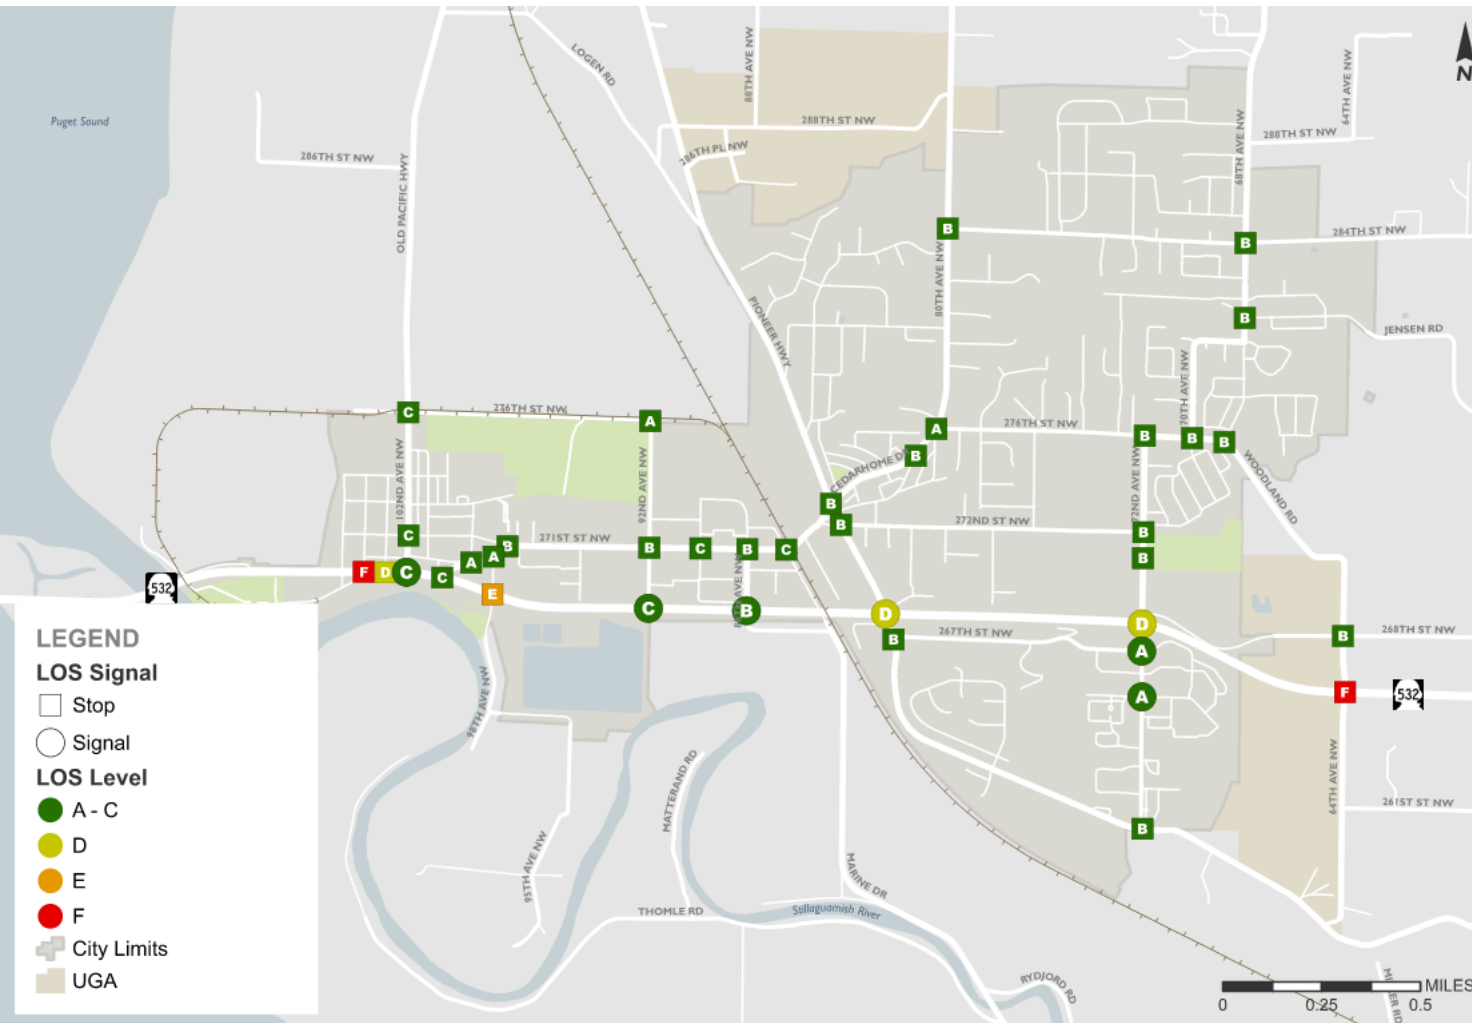 N
LOGEN RD
88TH AVE NW
64TH AVE NW
Puget Sound
288TH ST NW
288TH ST NW
286TH ST NW
286TH PL NW
68TH AVE NW
OLD PACIFIC HWY
B
284TH ST NW
B
80TH AVE NW
PIONEER HWY
B
JENSEN RD
70TH AVE NW
C
276TH ST NW
A
A
276TH ST NW
B
B
B
102ND AVE NW
92ND AVE NW
CEDARHOME DR
B
72ND AVE NW
WOODLAND RD
B
B
272ND ST NW
B
C
271ST ST NW
B
A
A
B
C
B
C
B
532
F
D
C
C
E
C
B
D
D
B
267TH ST NW
A
B
268TH ST NW
A
F
532
98TH AVE NW
MATTERAND RD
64TH AVE NW
261ST ST NW
B
95TH AVE NW
MARINE DR
THOMLE RD
Stillaguamish River
RYDJORD RD
LEGEND
LOS Signal
Stop
Signal
LOS Level
A - C
D
E
F
City Limits
UGA
MILES
0
0.25
0.5